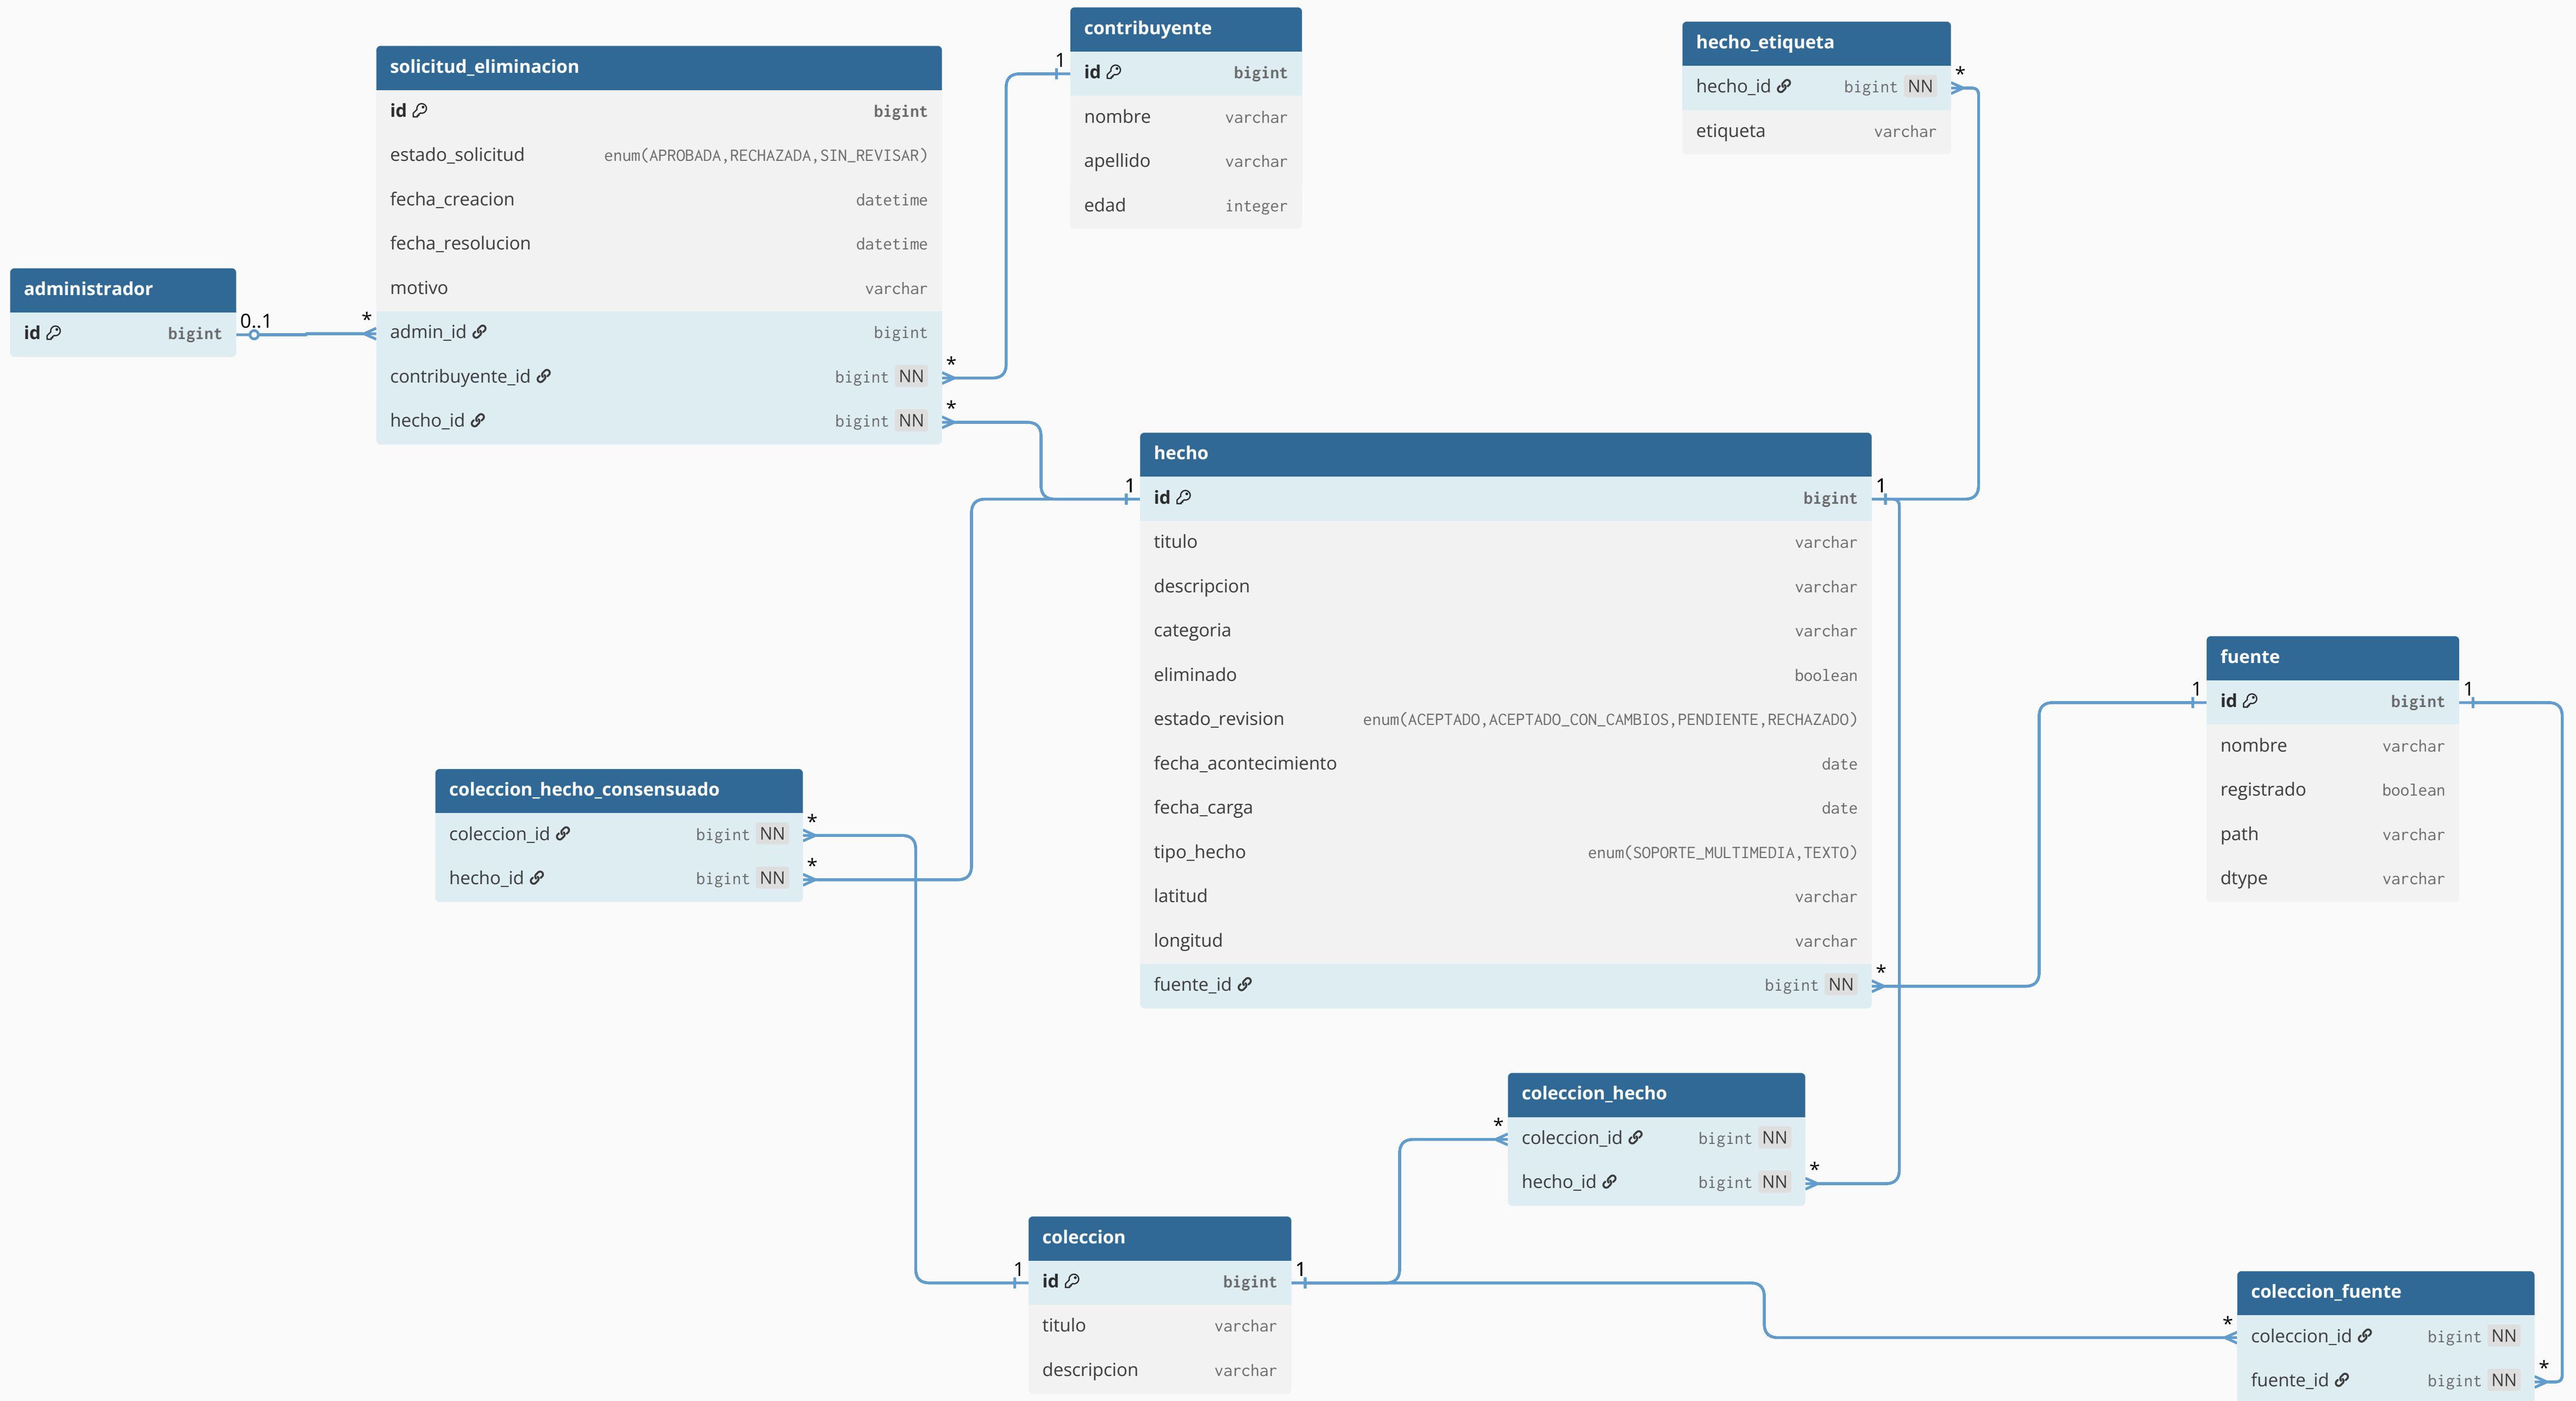 contribuyente
id bigint
nombre varchar
apellido varchar
edad integer
1
hecho_etiqueta
hecho_id bigint NN
etiqueta varchar
*
solicitud_eliminacion
id bigint
estado_solicitud enum(APROBADA,RECHAZADA,SIN_REVISAR)
fecha_creacion datetime
fecha_resolucion datetime
motivo varchar
admin_id bigint
contribuyente_id bigint NN
hecho_id bigint NN
*
*
*
administrador
id bigint
0..1
hecho
id bigint
titulo varchar
descripcion varchar
categoria varchar
eliminado boolean
estado_revision enum(ACEPTADO,ACEPTADO_CON_CAMBIOS,PENDIENTE,RECHAZADO)
fecha_acontecimiento date
fecha_carga date
tipo_hecho enum(SOPORTE_MULTIMEDIA,TEXTO)
latitud varchar
longitud varchar
fuente_id bigint NN
1
1
*
fuente
id bigint
nombre varchar
registrado boolean
path varchar
dtype varchar
1
1
coleccion_hecho_consensuado
coleccion_id bigint NN
hecho_id bigint NN
*
*
coleccion_hecho
coleccion_id bigint NN
hecho_id bigint NN
*
*
coleccion
id bigint
titulo varchar
descripcion varchar
1
1
coleccion_fuente
coleccion_id bigint NN
fuente_id bigint NN
*
*